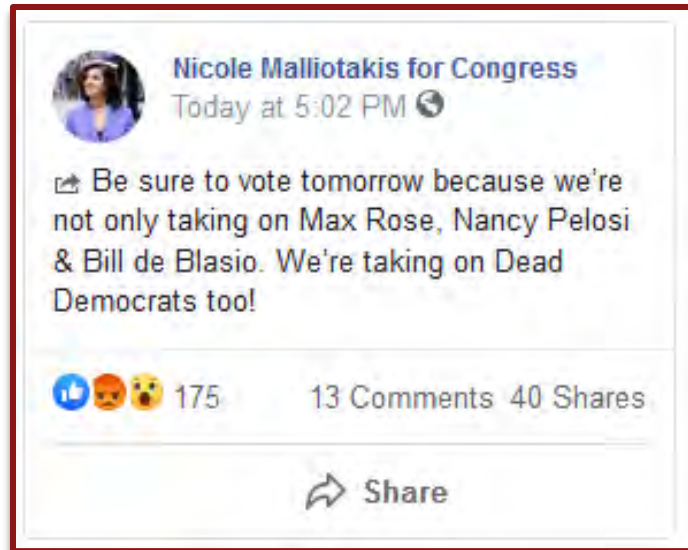 Nicole Malliotakis for Congress
Today at 5:02 PM
Be sure to vote tomorrow because we're
not only taking on Max Rose, Nancy Pelosi
& Bill de Blasio. We're taking on Dead
Democrats too!
175 13 Comments 40 Shares
Share